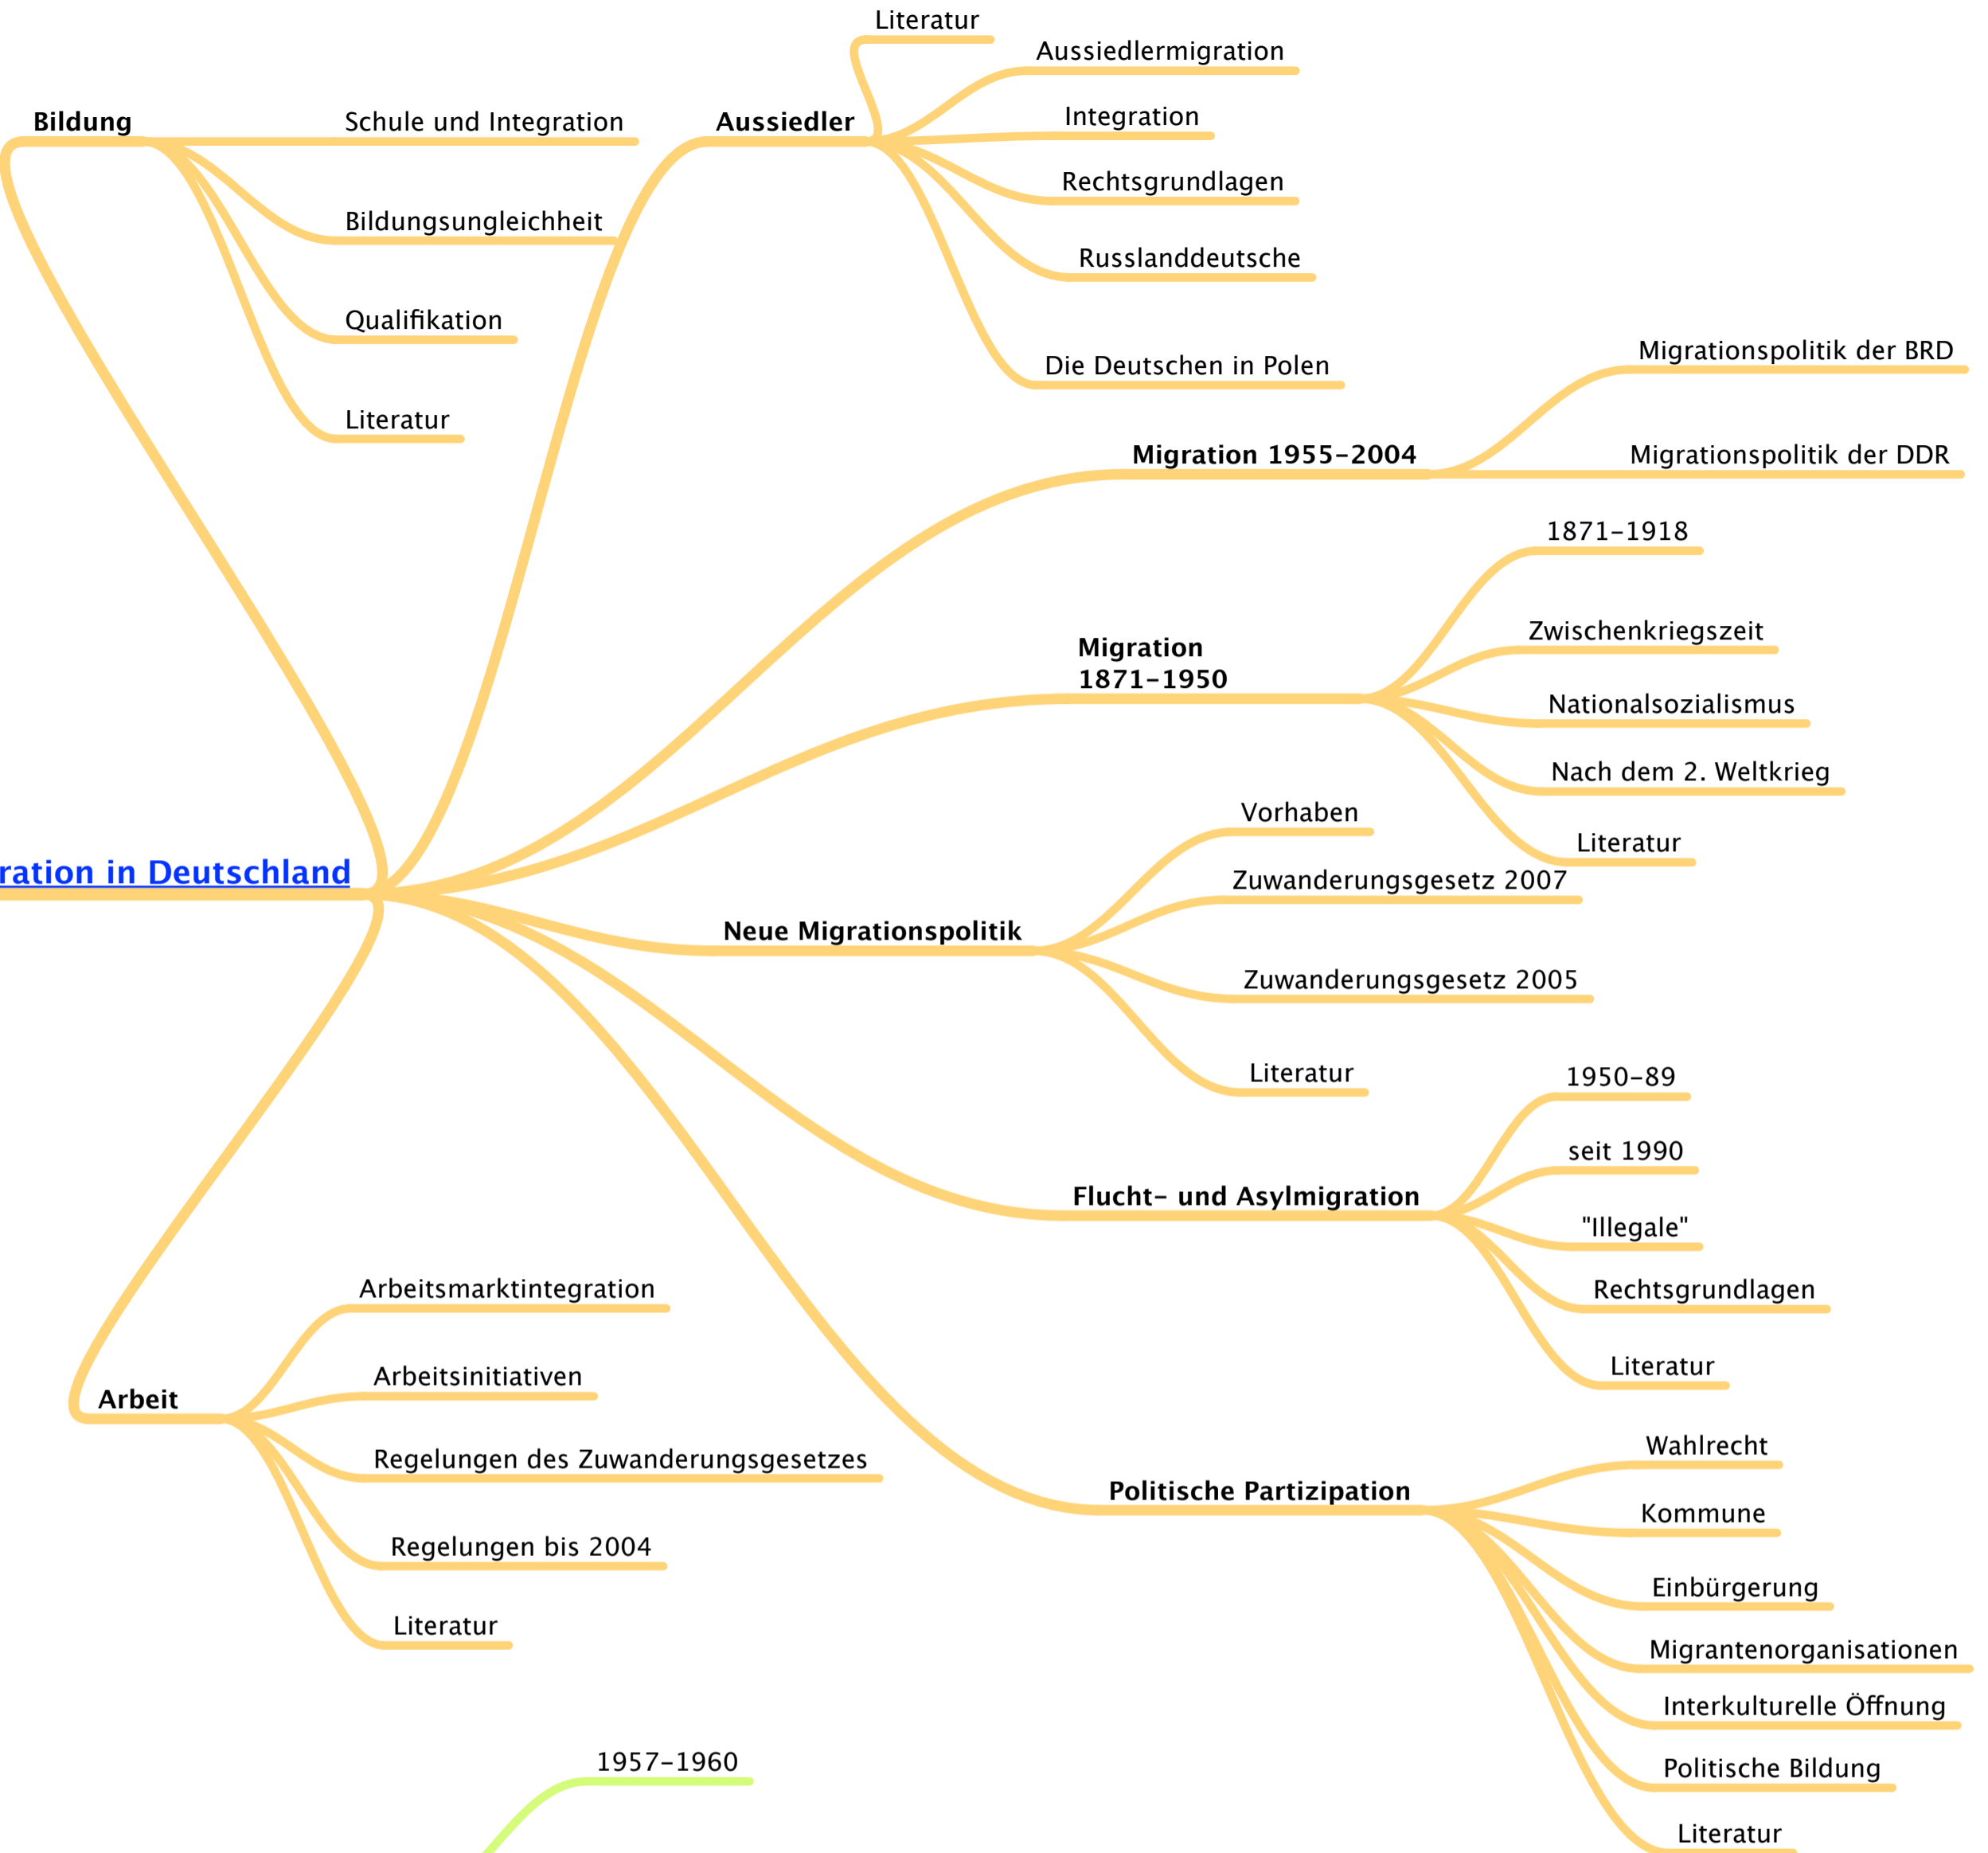 Bildung
Schule und Integration
Bildungsungleichheit
Qualifikation
Literatur
Aussiedler
Literatur
Aussiedlermigration
Integration
Rechtsgrundlagen
Russlanddeutsche
Die Deutschen in Polen
Migration 1955-2004
Migrationspolitik der BRD
Migrationspolitik der DDR
Migration
1871-1950
1871-1918
Zwischenkriegszeit
Nationalsozialismus
Nach dem 2. Weltkrieg
Literatur
ration in Deutschland
Neue Migrationspolitik
Vorhaben
Zuwanderungsgesetz 2007
Zuwanderungsgesetz 2005
Literatur
Flucht- und Asylmigration
1950-89
seit 1990
"Illegale"
Rechtsgrundlagen
Literatur
Arbeit
Arbeitsmarktintegration
Arbeitsinitiativen
Regelungen des Zuwanderungsgesetzes
Regelungen bis 2004
Literatur
Politische Partizipation
Wahlrecht
Kommune
Einbürgerung
Migrantenorganisationen
Interkulturelle Öffnung
Politische Bildung
Literatur
1957-1960